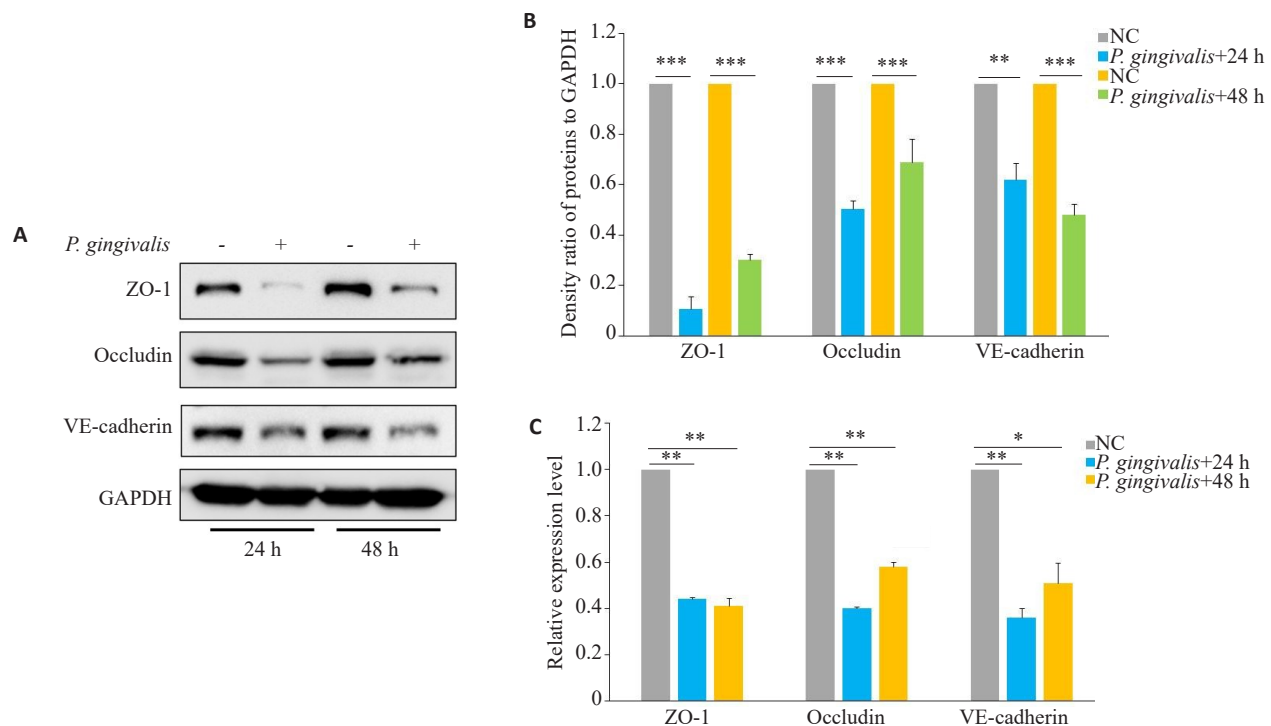 A
P. gingivalis - + - +
ZO-1
Occludin
VE-cadherin
GAPDH
24 h 48 h
B
Density ratio of proteins to GAPDH
1.2
1.0
0.8
0.6
0.4
0.2
0
*** *** *** *** ** ***
ZO-1 Occludin VE-cadherin
NC
P. gingivalis+24 h
NC
P. gingivalis+48 h
C
Relative expression level
1.2
1.0
0.8
0.6
0.4
0.2
0
** ** *
** ** **
ZO-1 Occludin VE-cadherin
NC
P. gingivalis+24 h
P. gingivalis+48 h